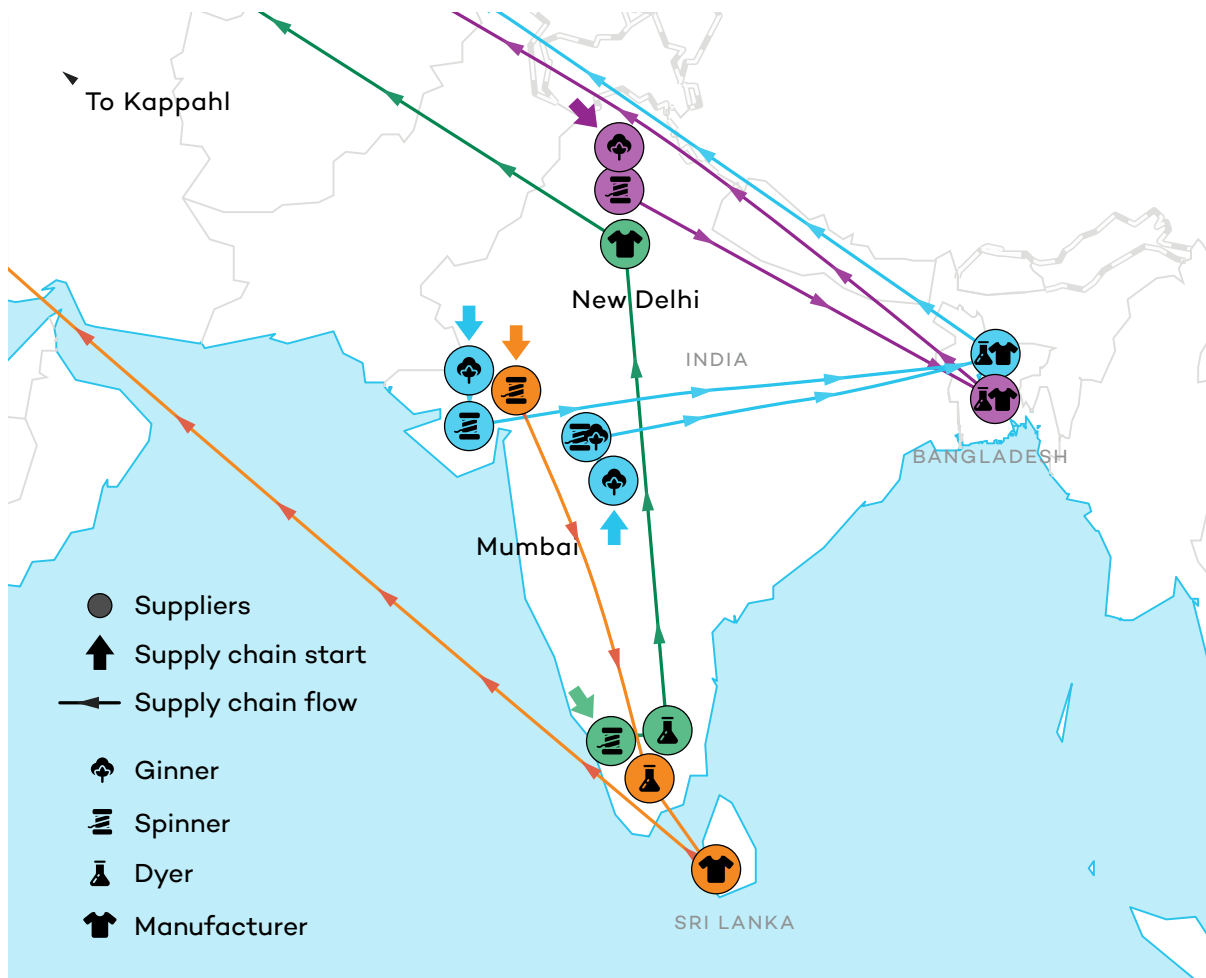 To Kappahl
New Delhi
INDIA
BANGLADESH
Mumbai
Suppliers
Supply chain start
Supply chain flow
Ginner
Spinner
Dyer
Manufacturer
SRI LANKA